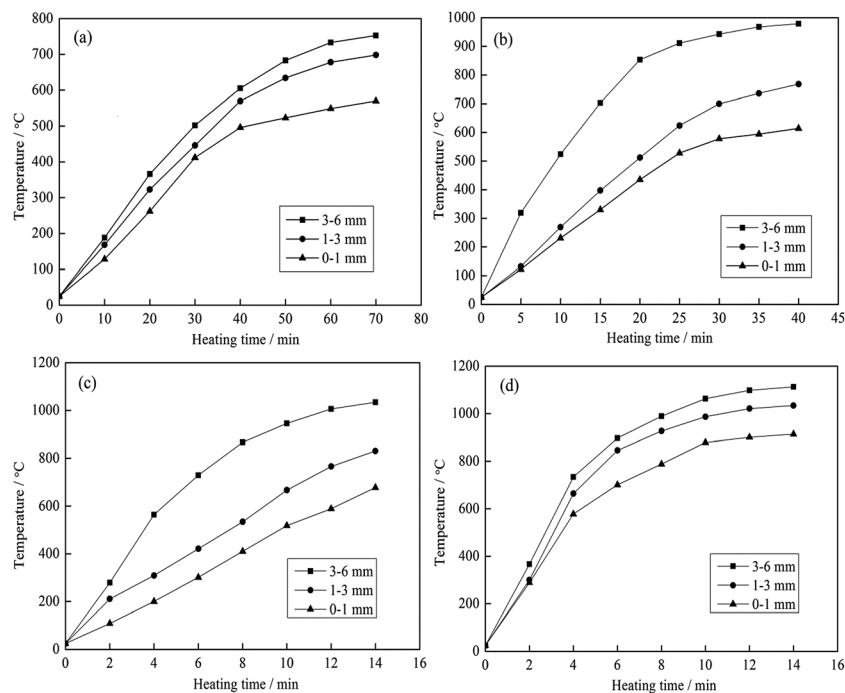 (a)
800
700
600
500
400
300
200
100
0
Temperature / °C
3-6 mm
1-3 mm
0-1 mm
0 10 20 30 40 50 60 70 80
Heating time / min
(b)
1000
900
800
700
600
500
400
300
200
100
0
Temperature / °C
3-6 mm
1-3 mm
0-1 mm
0 5 10 15 20 25 30 35 40 45
Heating time / min
(c)
1200
1000
800
600
400
200
0
Temperature / °C
3-6 mm
1-3 mm
0-1 mm
0 2 4 6 8 10 12 14 16
Heating time / min
(d)
1200
1000
800
600
400
200
0
Temperature / °C
3-6 mm
1-3 mm
0-1 mm
0 2 4 6 8 10 12 14 16
Heating time / min